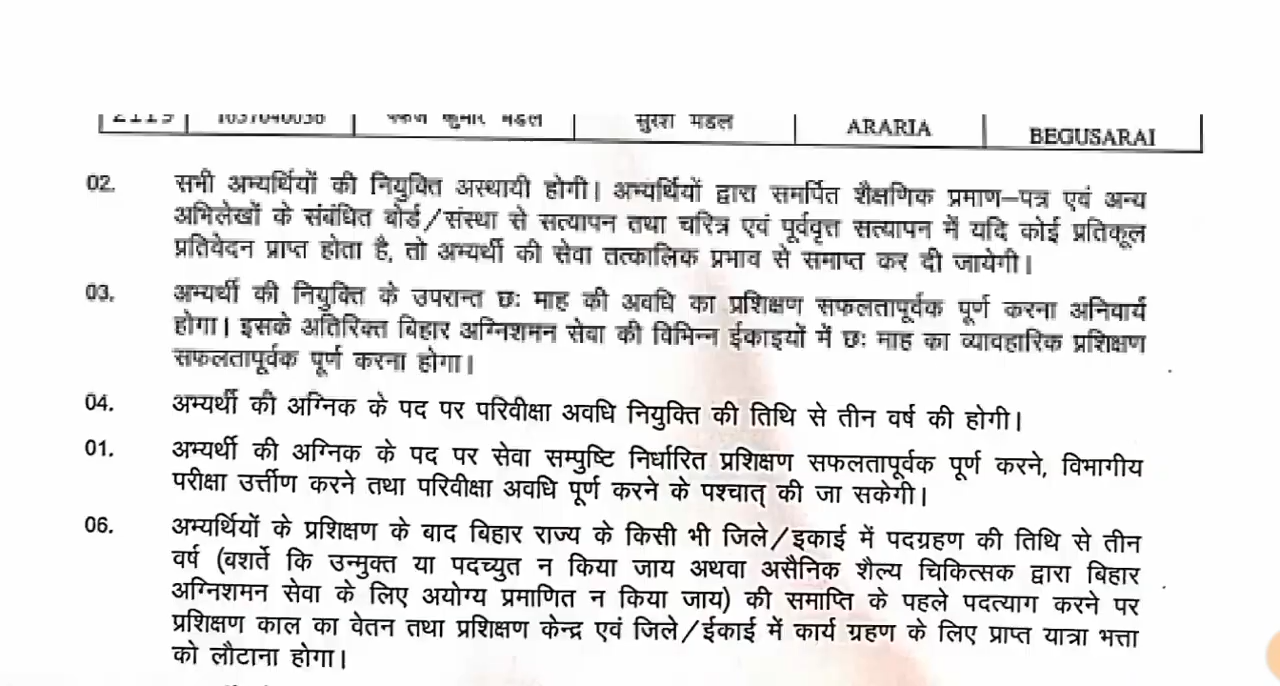 2119 1037040036 पंकज कुमार मंडल सुरेश मंडल ARARIA BEGUSARAI
02. सभी अभ्यर्थियों की नियुक्ति अस्थायी होगी। अभ्यर्थियों द्वारा समर्पित शैक्षणिक प्रमाण–पत्र एवं अन्य
अभिलेखों के संबंधित बोर्ड/संस्था से सत्यापन तथा चरित्र एवं पूर्ववृत्त सत्यापन में यदि कोई प्रतिकूल
प्रतिवेदन प्राप्त होता है, तो अभ्यर्थी की सेवा तत्कालिक प्रभाव से समाप्त कर दी जायेगी।
03. अभ्यर्थी की नियुक्ति के उपरान्त छः माह की अवधि का प्रशिक्षण सफलतापूर्वक पूर्ण करना अनिवार्य
होगा। इसके अतिरिक्त बिहार अग्निशमन सेवा की विभिन्न ईकाइयों में छः माह का व्यावहारिक प्रशिक्षण
सफलतापूर्वक पूर्ण करना होगा।
04. अभ्यर्थी की अग्निक के पद पर परिवीक्षा अवधि नियुक्ति की तिथि से तीन वर्ष की होगी।
01. अभ्यर्थी की अग्निक के पद पर सेवा सम्पुष्टि निर्धारित प्रशिक्षण सफलतापूर्वक पूर्ण करने, विभागीय
परीक्षा उर्त्तीण करने तथा परिवीक्षा अवधि पूर्ण करने के पश्चात् की जा सकेगी।
06. अभ्यर्थियों के प्रशिक्षण के बाद बिहार राज्य के किसी भी जिले/इकाई में पदग्रहण की तिथि से तीन
वर्ष (वशर्ते कि उन्मुक्त या पदच्युत न किया जाय अथवा असैनिक शैल्य चिकित्सक द्वारा बिहार
अग्निशमन सेवा के लिए अयोग्य प्रमाणित न किया जाय) की समाप्ति के पहले पदत्याग करने पर
प्रशिक्षण काल का वेतन तथा प्रशिक्षण केन्द्र एवं जिले/ईकाई में कार्य ग्रहण के लिए प्राप्त यात्रा भत्ता
को लौटाना होगा।